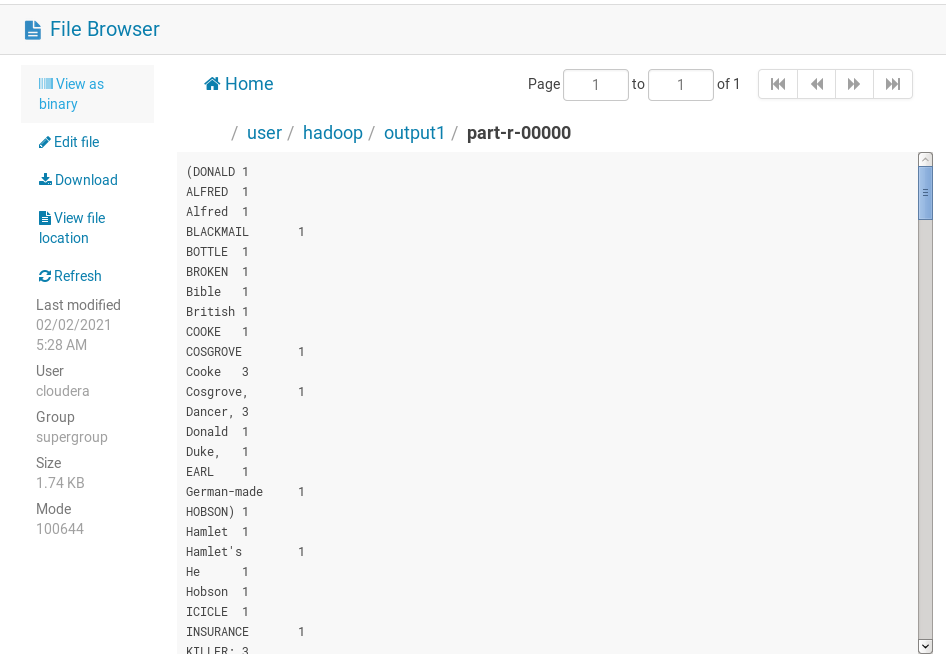 File Browser
View as
binary
Edit file
Download
View file
location
Refresh
Last modified
02/02/2021
5:28 AM
User
cloudera
Group
supergroup
Size
1.74 KB
Mode
100644
Home
Page 1 to 1 of 1
/ user / hadoop / output1 / part-r-00000
(DONALD 1
ALFRED 1
Alfred 1
BLACKMAIL 1
BOTTLE 1
BROKEN 1
Bible 1
British 1
COOKE 1
COSGROVE 1
Cooke 3
Cosgrove, 1
Dancer, 3
Donald 1
Duke, 1
EARL 1
German-made 1
HOBSON) 1
Hamlet 1
Hamlet's 1
He 1
Hobson 1
ICICLE 1
INSURANCE 1
KILLER: 3